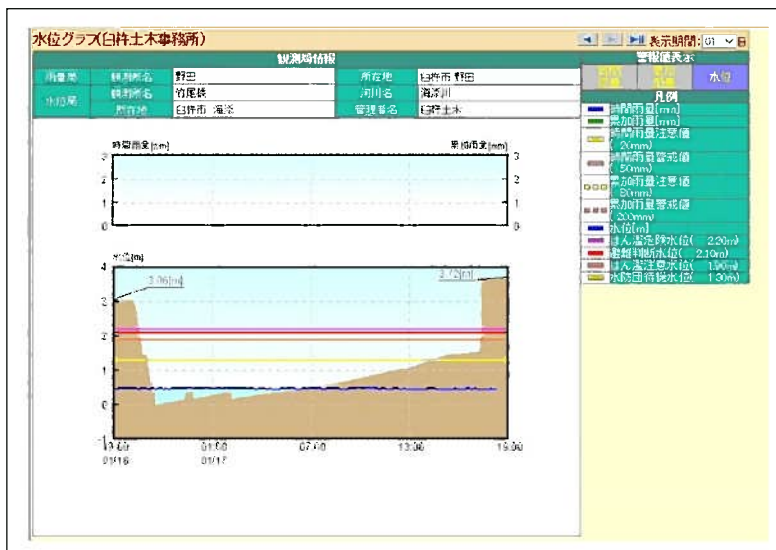 水位グラフ(臼杵土木事務所)
表示期間: 01
観測局情報
雨量局 観測所名 野田 所在地 臼杵市 野田
水位局 観測所名 竹尾橋 河川名 海添川
所在地 臼杵市 海添 管理者名 臼杵土木
警報値表示
水位
凡例
時間雨量[mm]
累加雨量[mm]
時間雨量注意値
( 20mm)
時間雨量警戒値
( 50mm)
累加雨量注意値
( 80mm)
累加雨量警戒値
( 200mm)
水位[m]
はん濫危険水位( 2.20m)
避難判断水位( 2.10m)
はん濫注意水位( 1.90m)
水防団待機水位( 1.30m)
時間雨量[mm] 累加雨量[mm]
3 3
2 2
1 1
0 0
水位[m]
4
3.06[m] 3.72[m]
3
2
1
0
-1
19:00 01:00 07:00 13:00 19:00
01/16 01/17